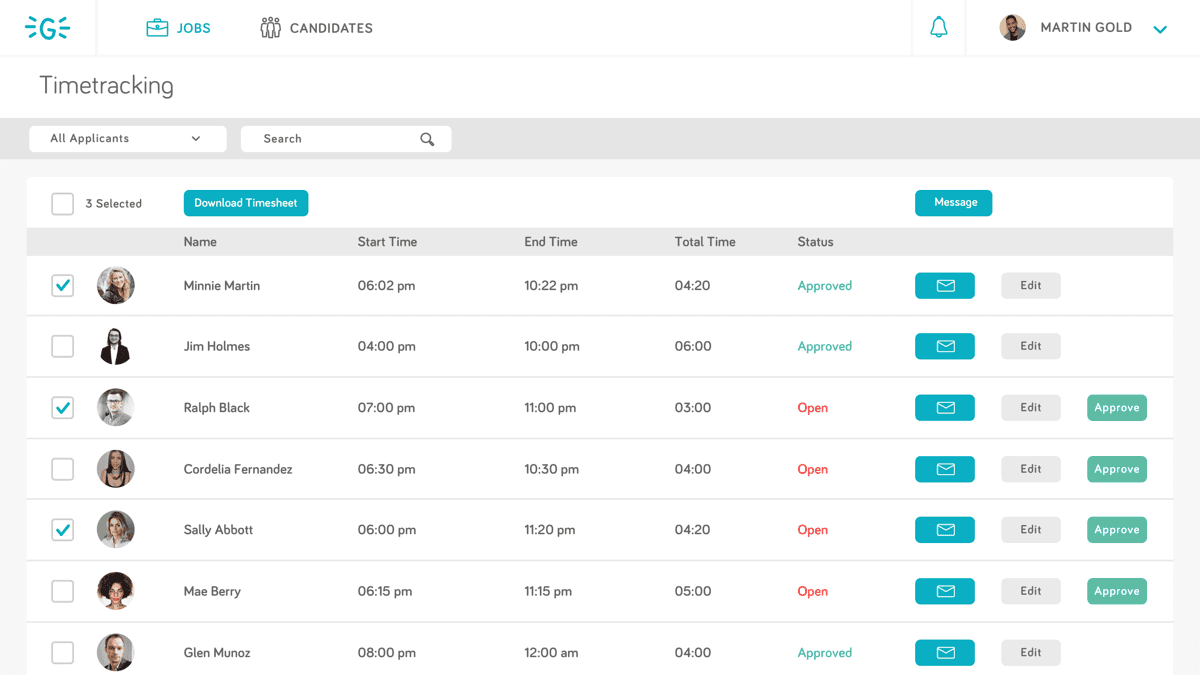 G
JOBS
CANDIDATES
MARTIN GOLD
Timetracking
All Applicants
Search
3 Selected
Download Timesheet
Message
Name Start Time End Time Total Time Status
Minnie Martin 06:02 pm 10:22 pm 04:20 Approved Edit
Jim Holmes 04:00 pm 10:00 pm 06:00 Approved Edit
Ralph Black 07:00 pm 11:00 pm 03:00 Open Edit Approve
Cordelia Fernandez 06:30 pm 10:30 pm 04:00 Open Edit Approve
Sally Abbott 06:00 pm 11:20 pm 04:20 Open Edit Approve
Mae Berry 06:15 pm 11:15 pm 05:00 Open Edit Approve
Glen Munoz 08:00 pm 12:00 am 04:00 Approved Edit